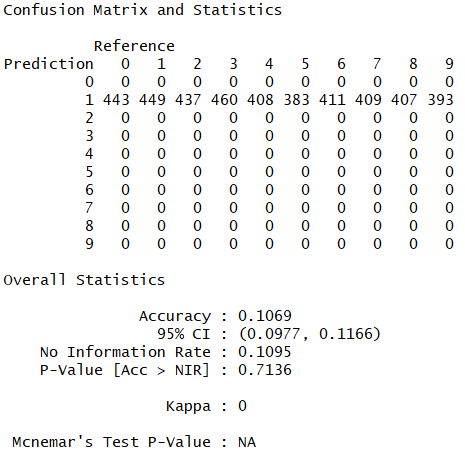 Confusion Matrix and Statistics

          Reference
Prediction   0   1   2   3   4   5   6   7   8   9
         0   0   0   0   0   0   0   0   0   0   0
         1 443 449 437 460 408 383 411 409 407 393
         2   0   0   0   0   0   0   0   0   0   0
         3   0   0   0   0   0   0   0   0   0   0
         4   0   0   0   0   0   0   0   0   0   0
         5   0   0   0   0   0   0   0   0   0   0
         6   0   0   0   0   0   0   0   0   0   0
         7   0   0   0   0   0   0   0   0   0   0
         8   0   0   0   0   0   0   0   0   0   0
         9   0   0   0   0   0   0   0   0   0   0

Overall Statistics

               Accuracy : 0.1069
                 95% CI : (0.0977, 0.1166)
    No Information Rate : 0.1095
    P-Value [Acc > NIR] : 0.7136

                  Kappa : 0

 Mcnemar's Test P-Value : NA